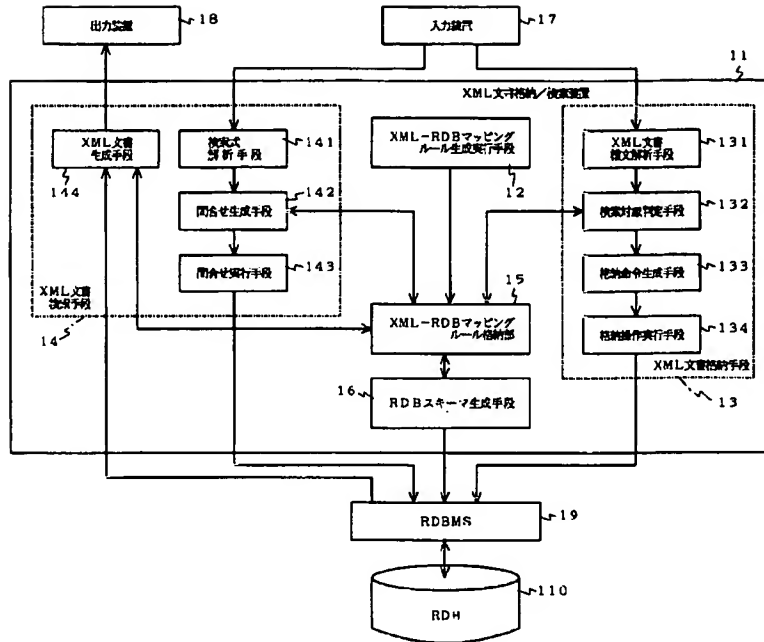 出力装置
18
入力装置
17
11
XML文書格納／検索装置
XML文書
生成手段
144
検索式
解析手段
141
XML-RDBマッピング
ルール生成実行手段
12
XML文書
構文解析手段
131
問合せ生成手段
142
検索対象判定手段
132
問合せ実行手段
143
格納命令生成手段
133
XML文書
検索手段
14
15
XML-RDBマッピング
ルール格納部
格納操作実行手段
134
XML文書格納手段
13
16
RDBスキーマ生成手段
RDBMS
19
RDH
110